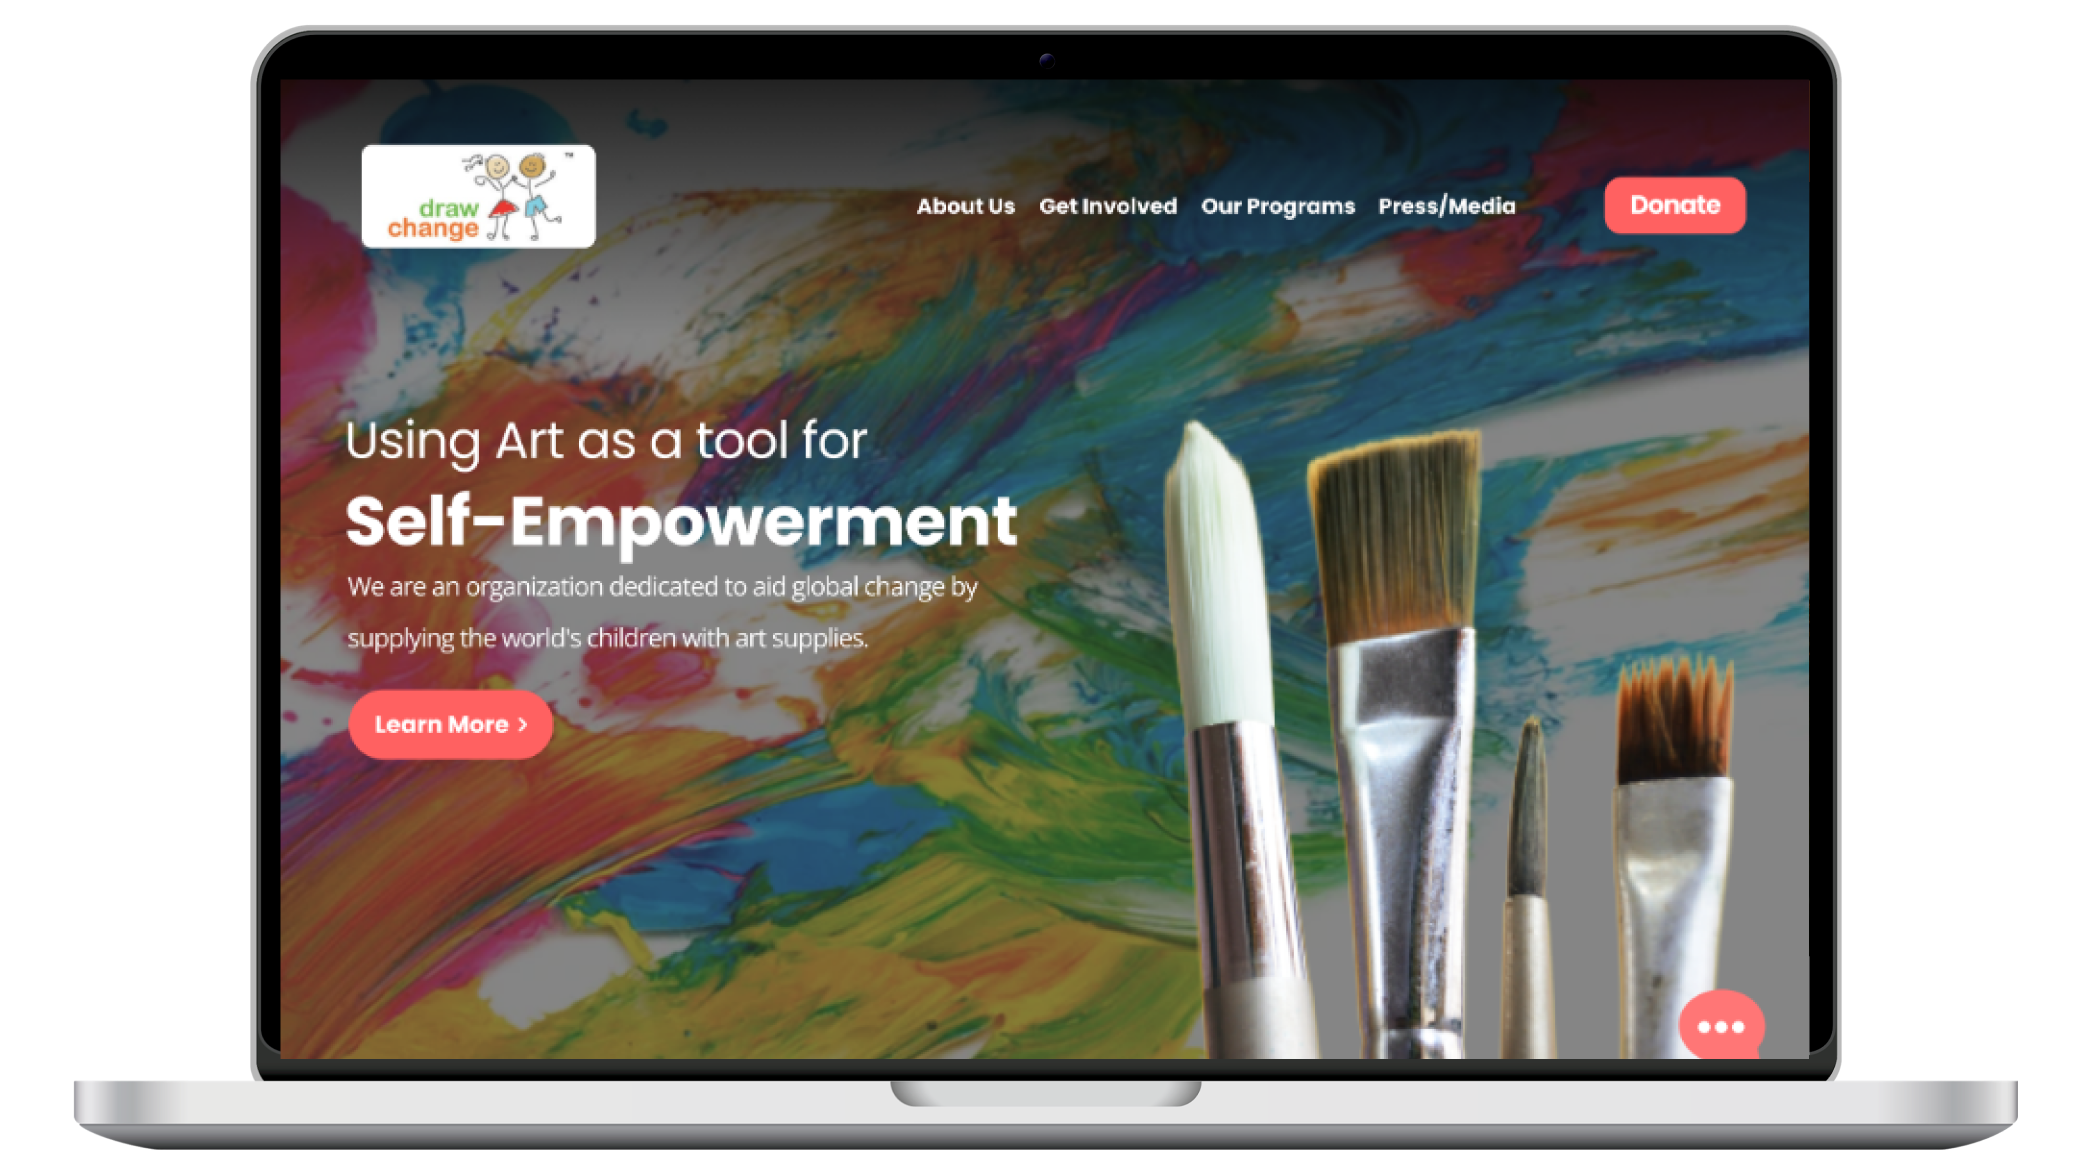 draw
change
™
About Us Get Involved Our Programs Press/Media Donate
Using Art as a tool for
Self-Empowerment
We are an organization dedicated to aid global change by
supplying the world's children with art supplies.
Learn More >